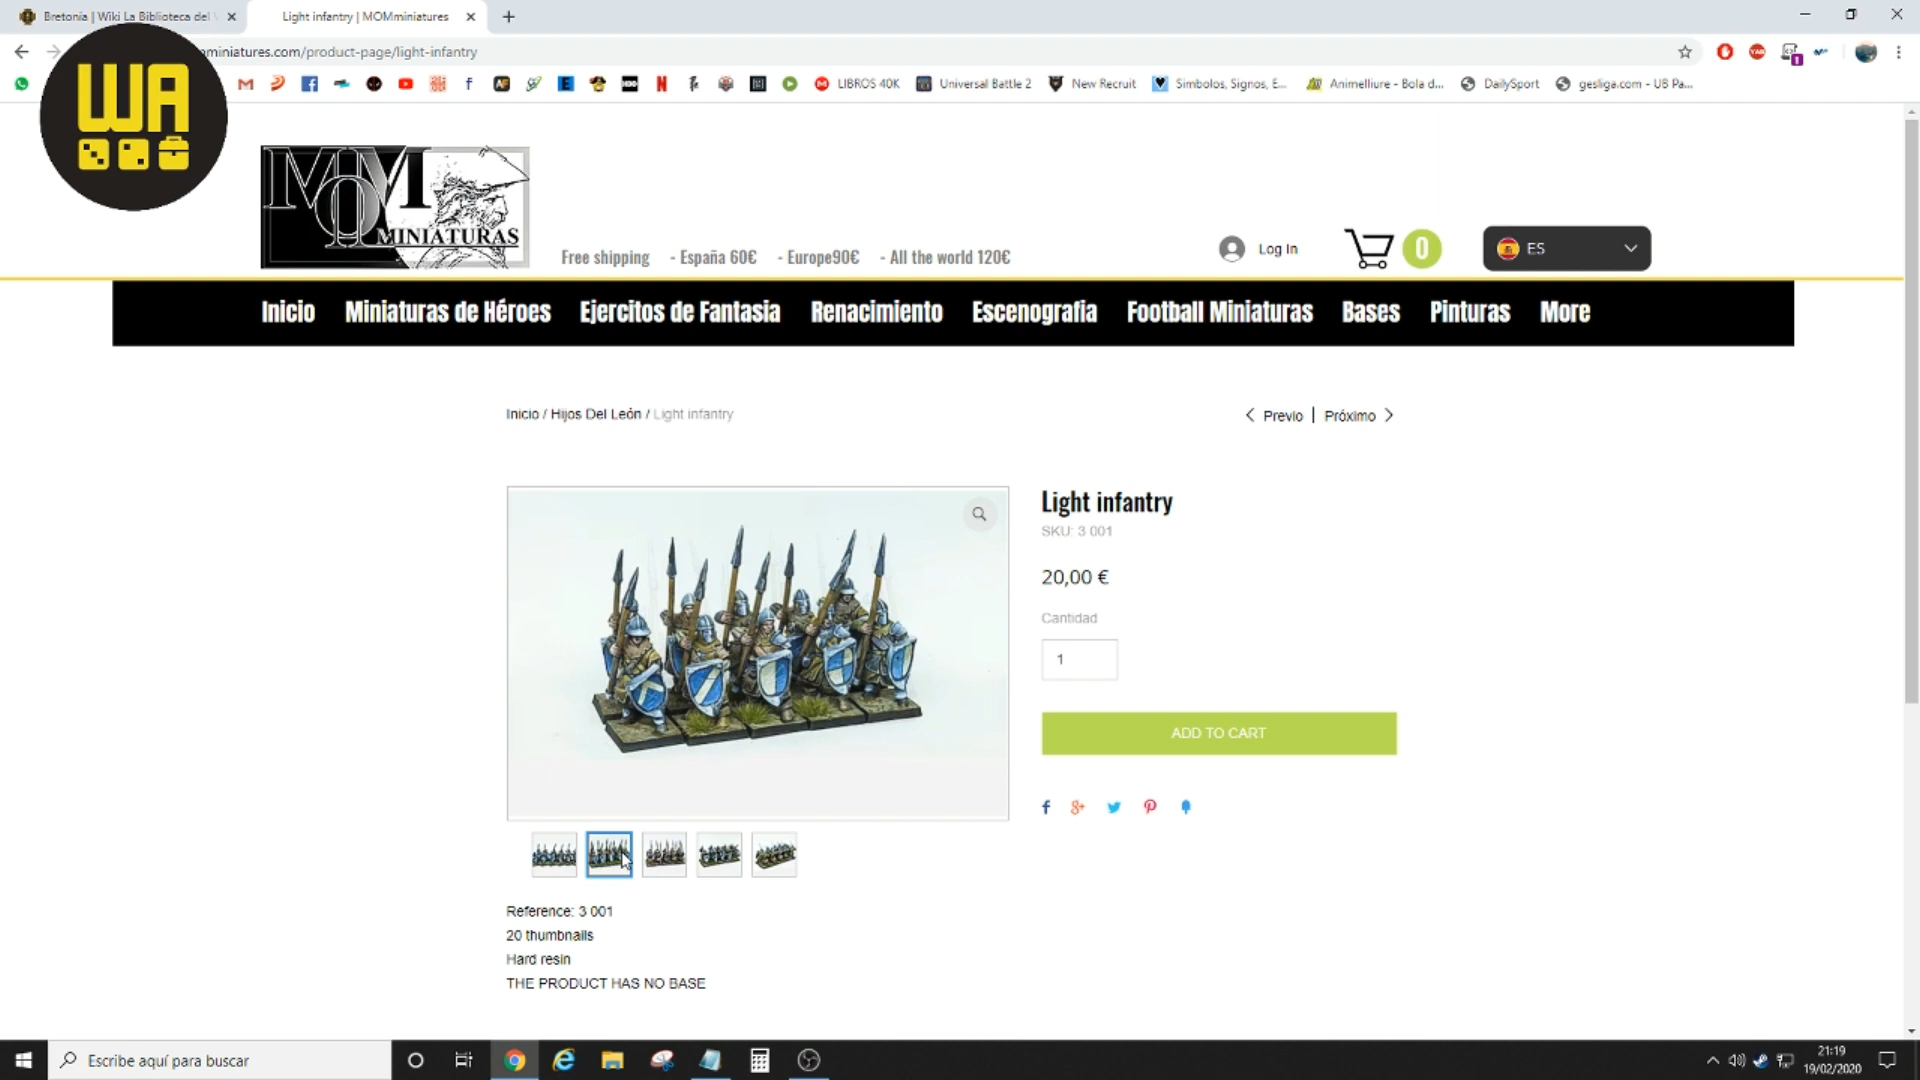 Bretonia | Wiki La Biblioteca del
Light infantry | MOMminiatures
miniatures.com/product-page/light-infantry
LIBROS 40K
Universal Battle 2
New Recruit
Simbolos, Signos, E...
Animelliure - Bola d...
DailySport
gesliga.com - UB Pa...
WA
MOM
MINIATURAS
Free shipping - España 60€ - Europe90€ - All the world 120€
Log In
0
ES
Inicio Miniaturas de Héroes Ejercitos de Fantasia Renacimiento Escenografia Football Miniaturas Bases Pinturas More
Inicio / Hijos Del León / Light infantry
Previo | Próximo
Light infantry
SKU: 3 001
20,00 €
Cantidad
1
ADD TO CART
Reference: 3 001
20 thumbnails
Hard resin
THE PRODUCT HAS NO BASE
Escribe aquí para buscar
21:19
19/02/2020